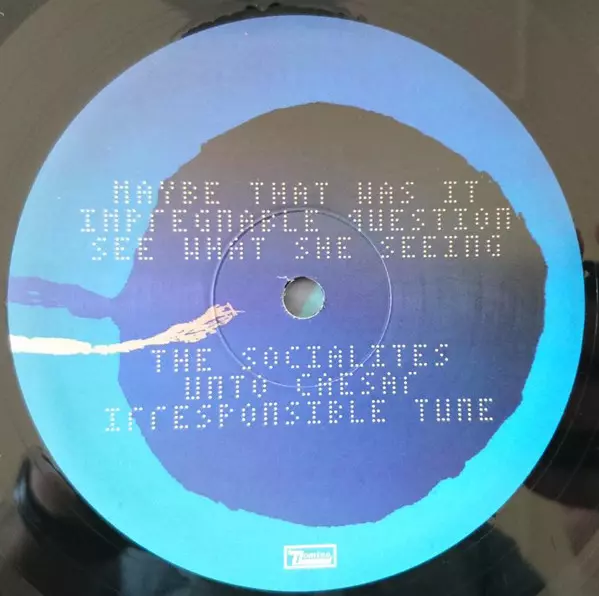 MAYBE THAT WAS IT
IMPrEGNABLE QUESTION
SEE WHAT SHE SEEING
THE SOCIALITES
UNTO CAESAr
IrrESPONSIBLE TUNE
Domino